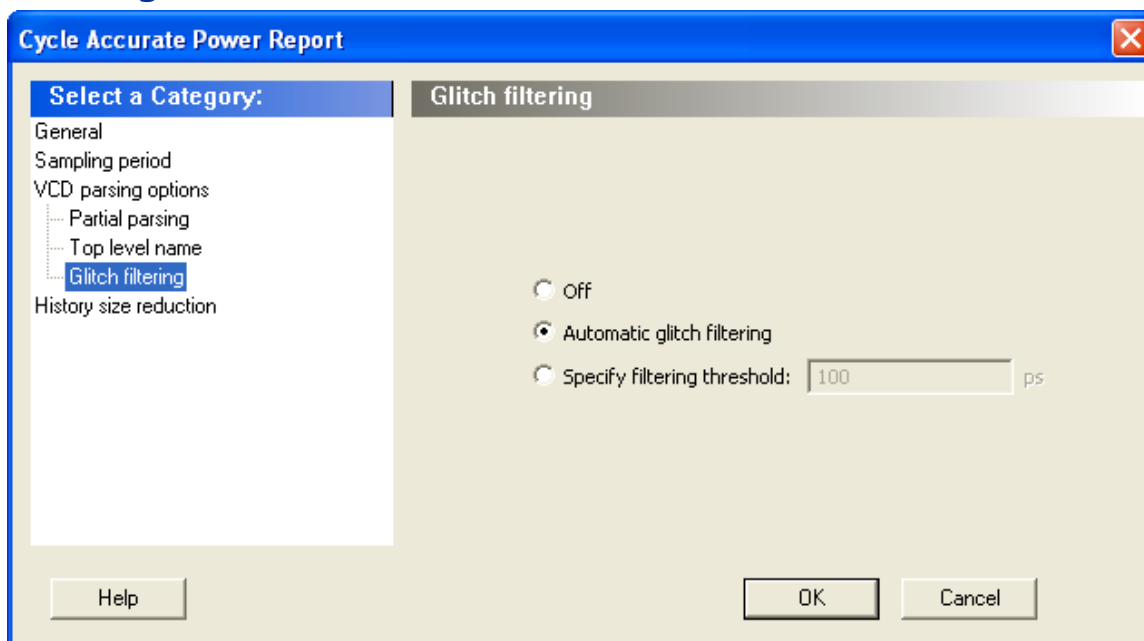 Cycle Accurate Power Report
Select a Category:
General
Sampling period
VCD parsing options
Partial parsing
Top level name
Glitch filtering
History size reduction
Glitch filtering
Off
Automatic glitch filtering
Specify filtering threshold: 100 ps
Help
OK
Cancel